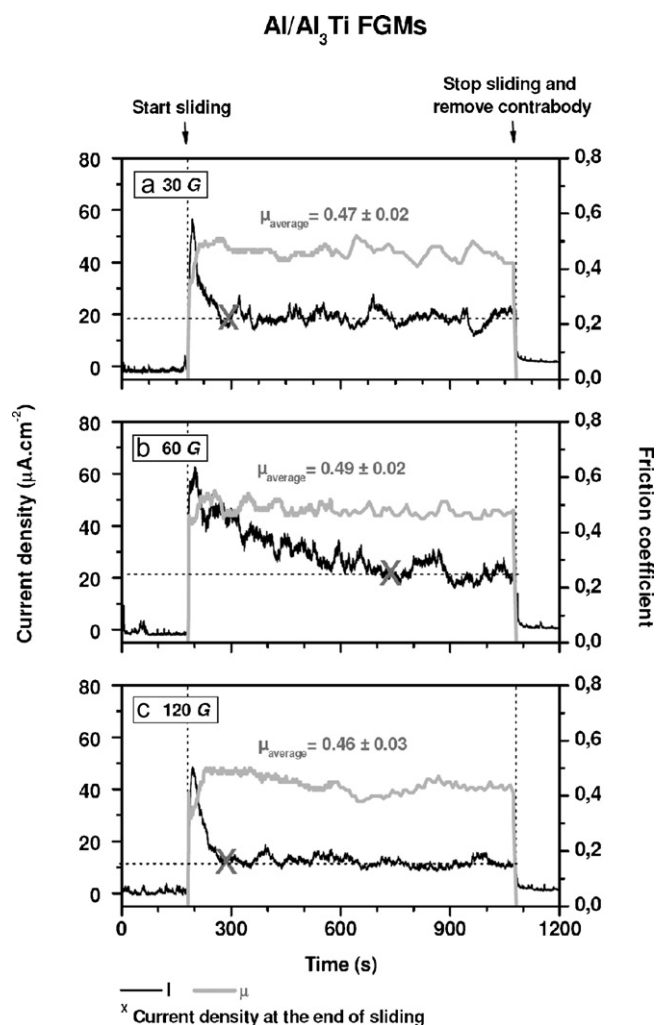 Al/Al₃Ti FGMs
Start sliding
Stop sliding and
remove contrabody
Current density (μA.cm⁻²)
Friction coefficient
a 30 G
μaverage = 0.47 ± 0.02
80
60
40
20
0
0,8
0,6
0,4
0,2
0,0
b 60 G
μaverage = 0.49 ± 0.02
80
60
40
20
0
0,8
0,6
0,4
0,2
0,0
c 120 G
μaverage = 0.46 ± 0.03
80
60
40
20
0
0,8
0,6
0,4
0,2
0,0
0 300 600 900 1200
Time (s)
I μ
x Current density at the end of sliding